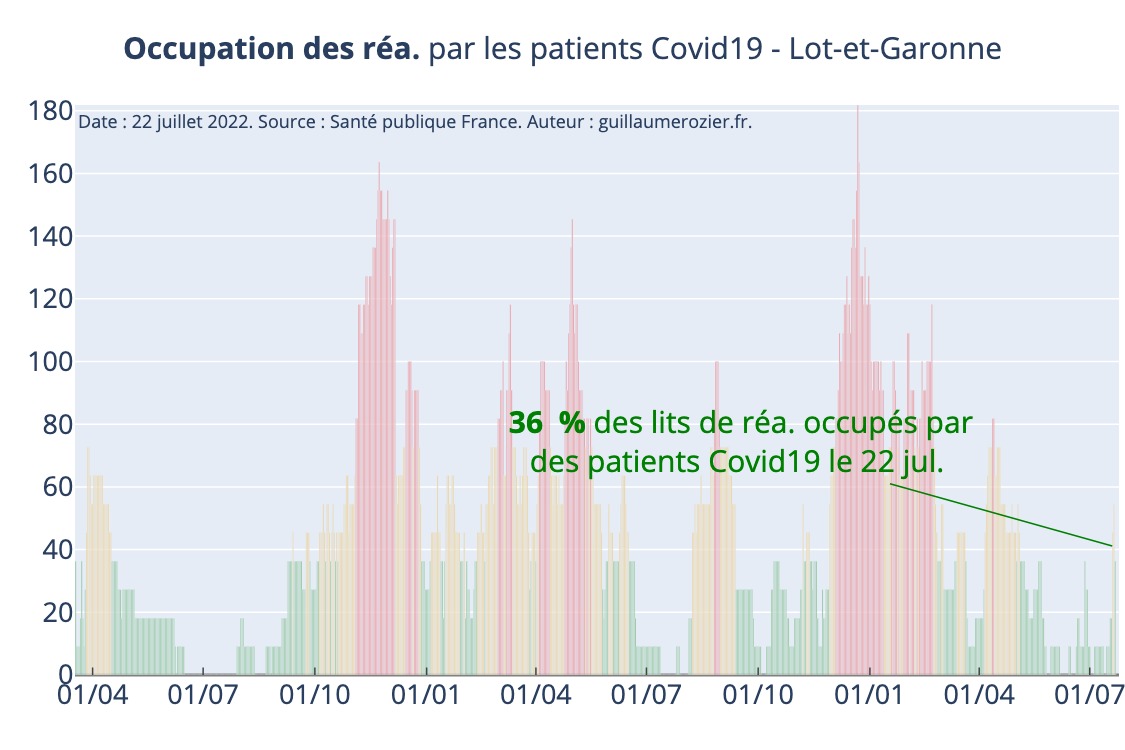 Occupation des réa. par les patients Covid19 - Lot-et-Garonne
180
Date : 22 juillet 2022. Source : Santé publique France. Auteur : guillaumerozier.fr.
160
140
120
100
80
36 % des lits de réa. occupés par
des patients Covid19 le 22 jul.
60
40
20
0
01/04 01/07 01/10 01/01 01/04 01/07 01/10 01/01 01/04 01/07